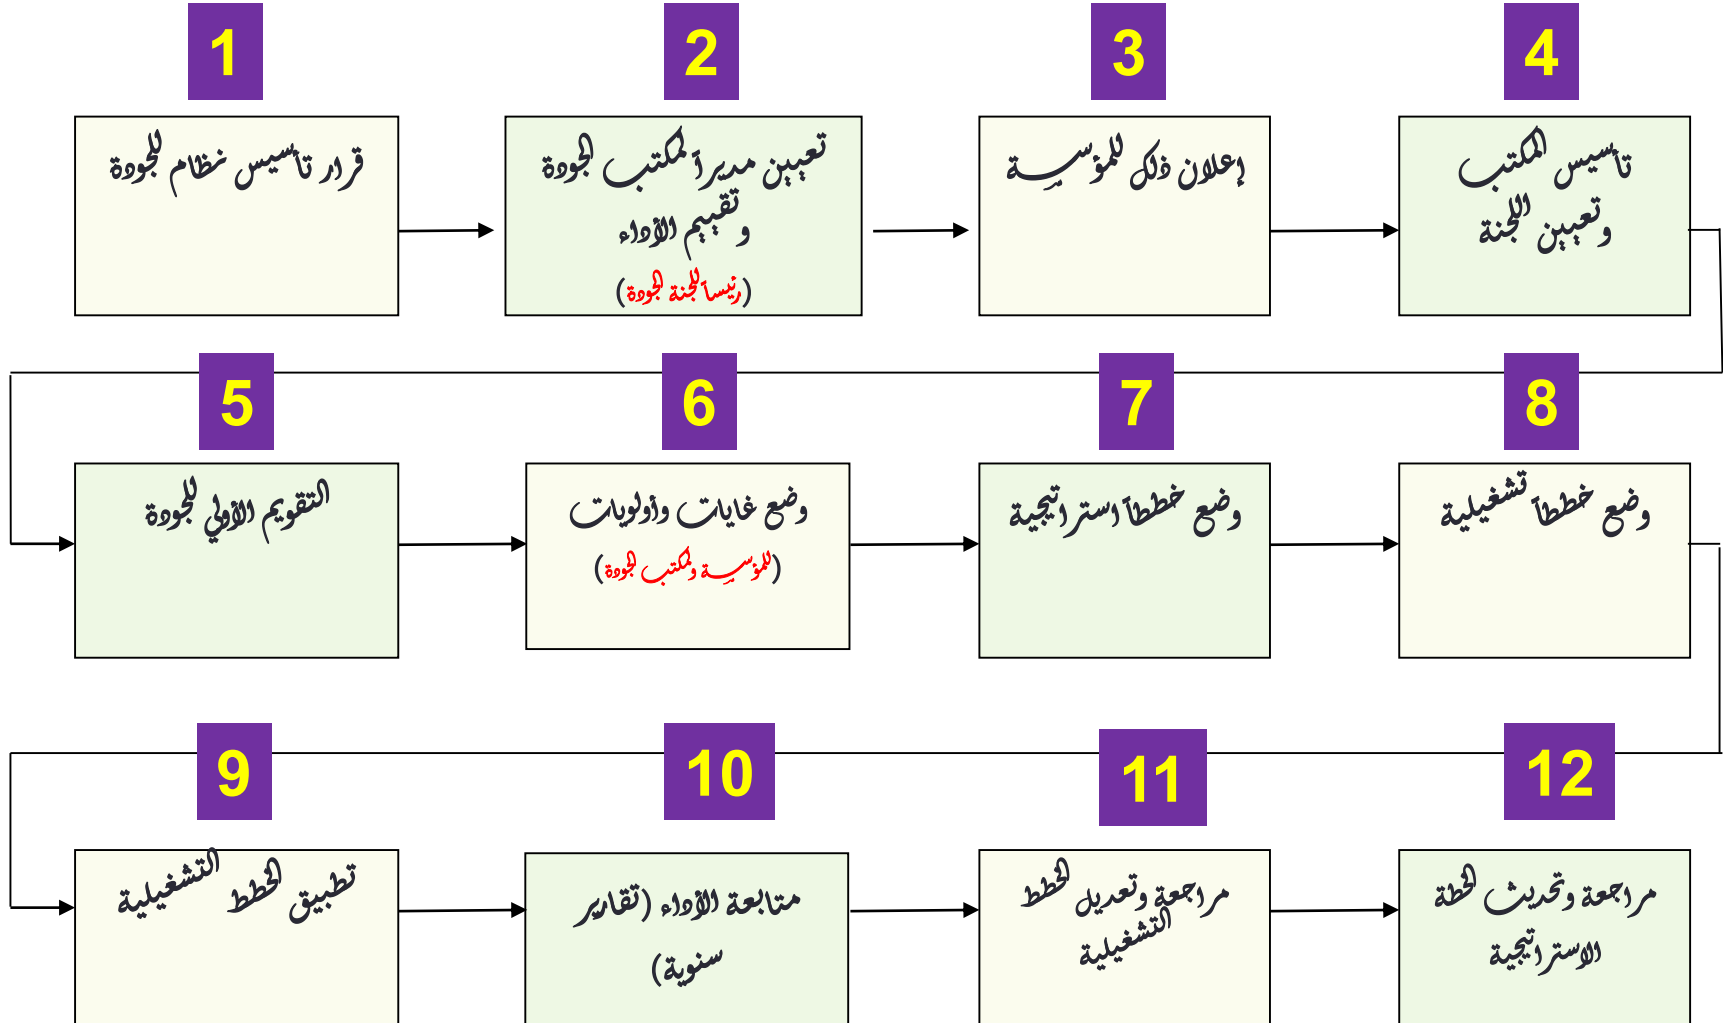 1
قرار تأسيس نظام للجودة
2
تعيين مديراً لمكتب الجودة
وتقييم الأداء
(رئيساً للجنة الجودة)
3
إعلان ذلك للمؤسسة
4
تأسيس المكتب
وتعيين اللجنة
5
التقويم الأولي للجودة
6
وضع غايات وأولويات
(للمؤسسة ولمكتب الجودة)
7
وضع خططاً استراتيجية
8
وضع خططاً تشغيلية
9
تطبيق الخطط التشغيلية
10
متابعة الأداء (تقارير
سنوية)
11
مراجعة وتعديل الخطط
التشغيلية
12
مراجعة وتحديث الخطة
الاستراتيجية